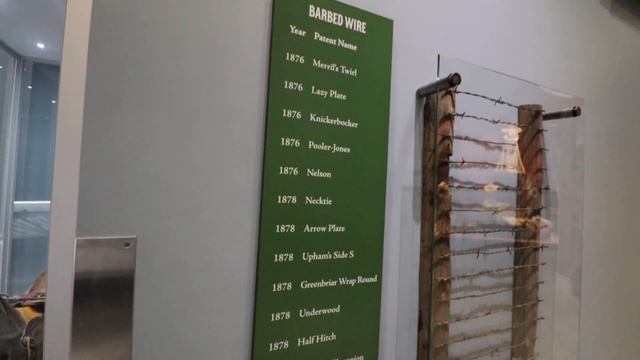 BARBED WIRE
Year Patent Name
1876 Merril's Twirl
1876 Lazy Plate
1876 Knickerbocker
1876 Pooler-Jones
1876 Nelson
1878 Necktie
1878 Arrow Plate
1878 Upham's Side S
1878 Greenbriar Wrap Round
1878 Underwood
1878 Half Hitch